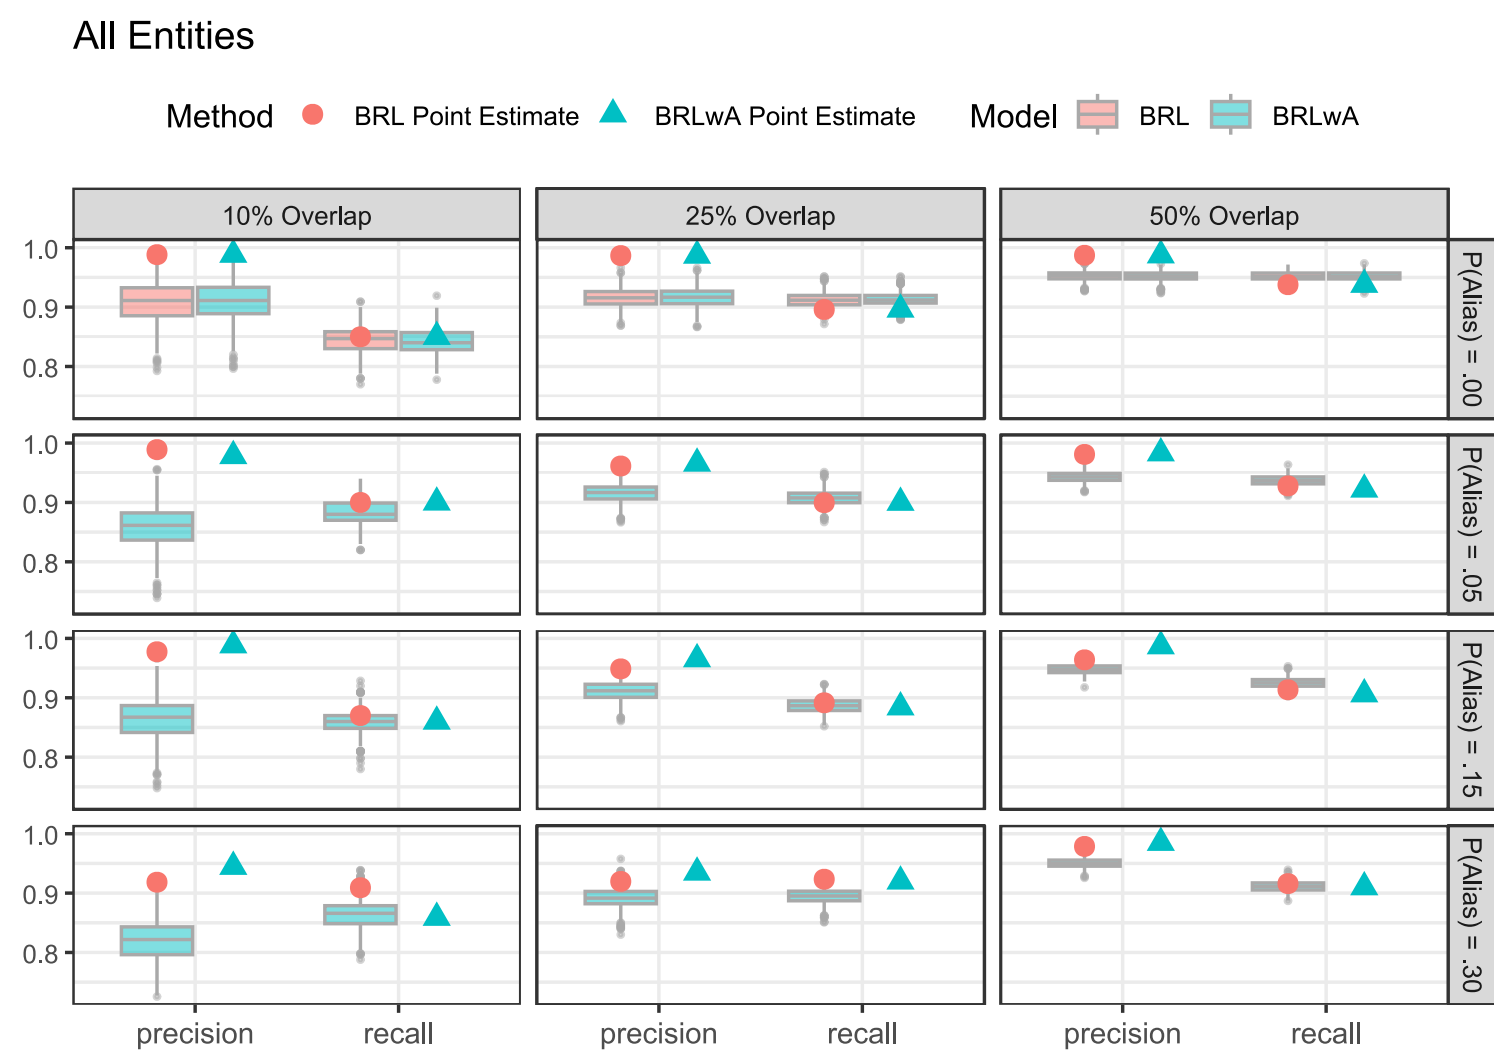 All Entities
Method BRL Point Estimate BRLwA Point Estimate Model BRL BRLwA
10% Overlap 25% Overlap 50% Overlap
1.0
0.9
0.8
P(Alias) = .00
1.0
0.9
0.8
P(Alias) = .05
1.0
0.9
0.8
P(Alias) = .15
1.0
0.9
0.8
P(Alias) = .30
precision recall precision recall precision recall